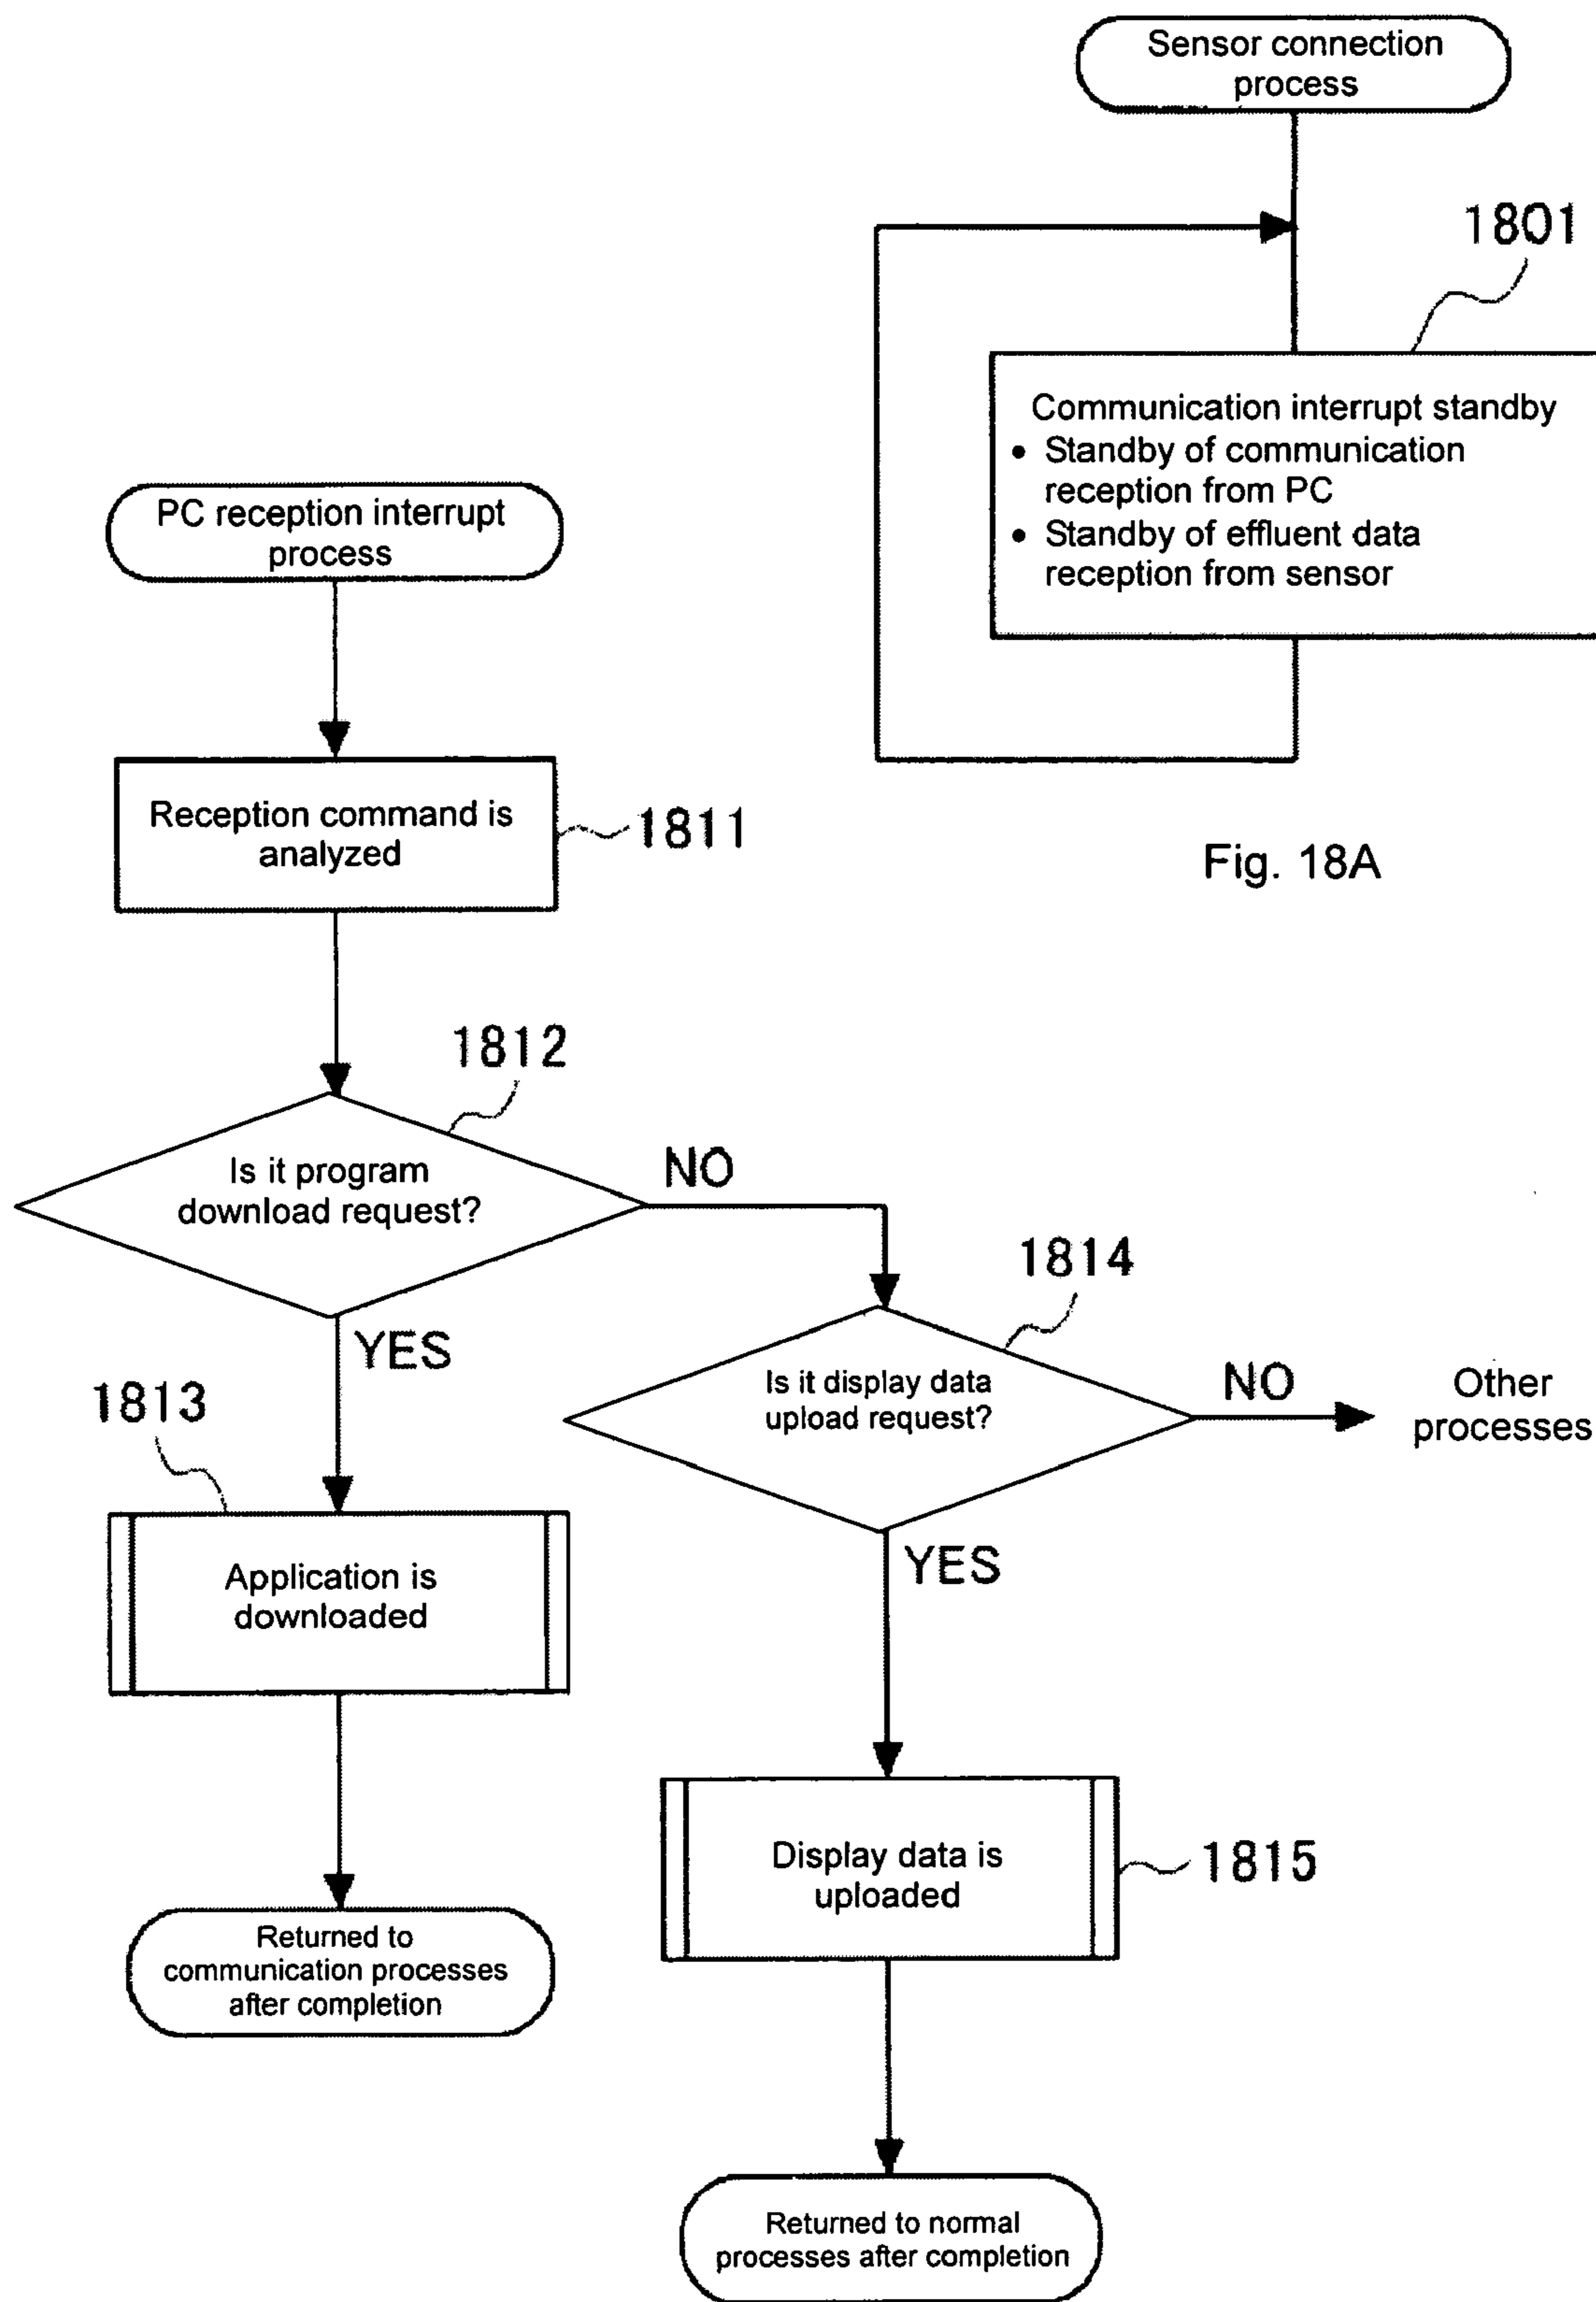 Sensor connection
process
1801
Communication interrupt standby
• Standby of communication
reception from PC
• Standby of effluent data
reception from sensor
Fig. 18A
PC reception interrupt
process
Reception command is
analyzed
1811
1812
Is it program
download request?
NO
YES
1813
Application is
downloaded
Returned to
communication processes
after completion
1814
Is it display data
upload request?
NO
Other
processes
YES
Display data is
uploaded
1815
Returned to normal
processes after completion